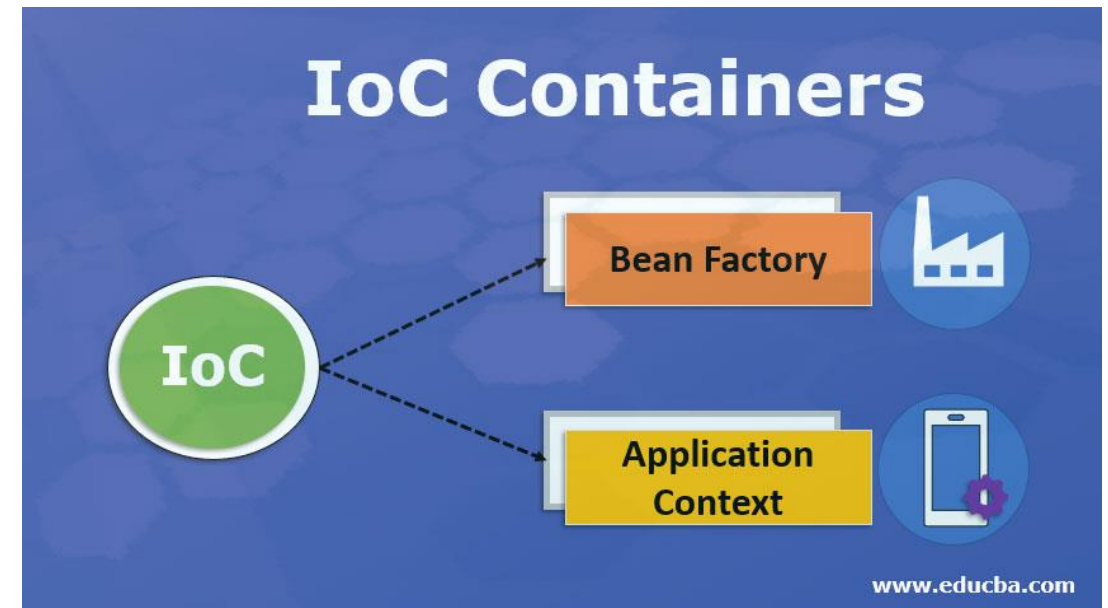 IoC Containers
Bean Factory
IoC
Application
Context
www.educba.com